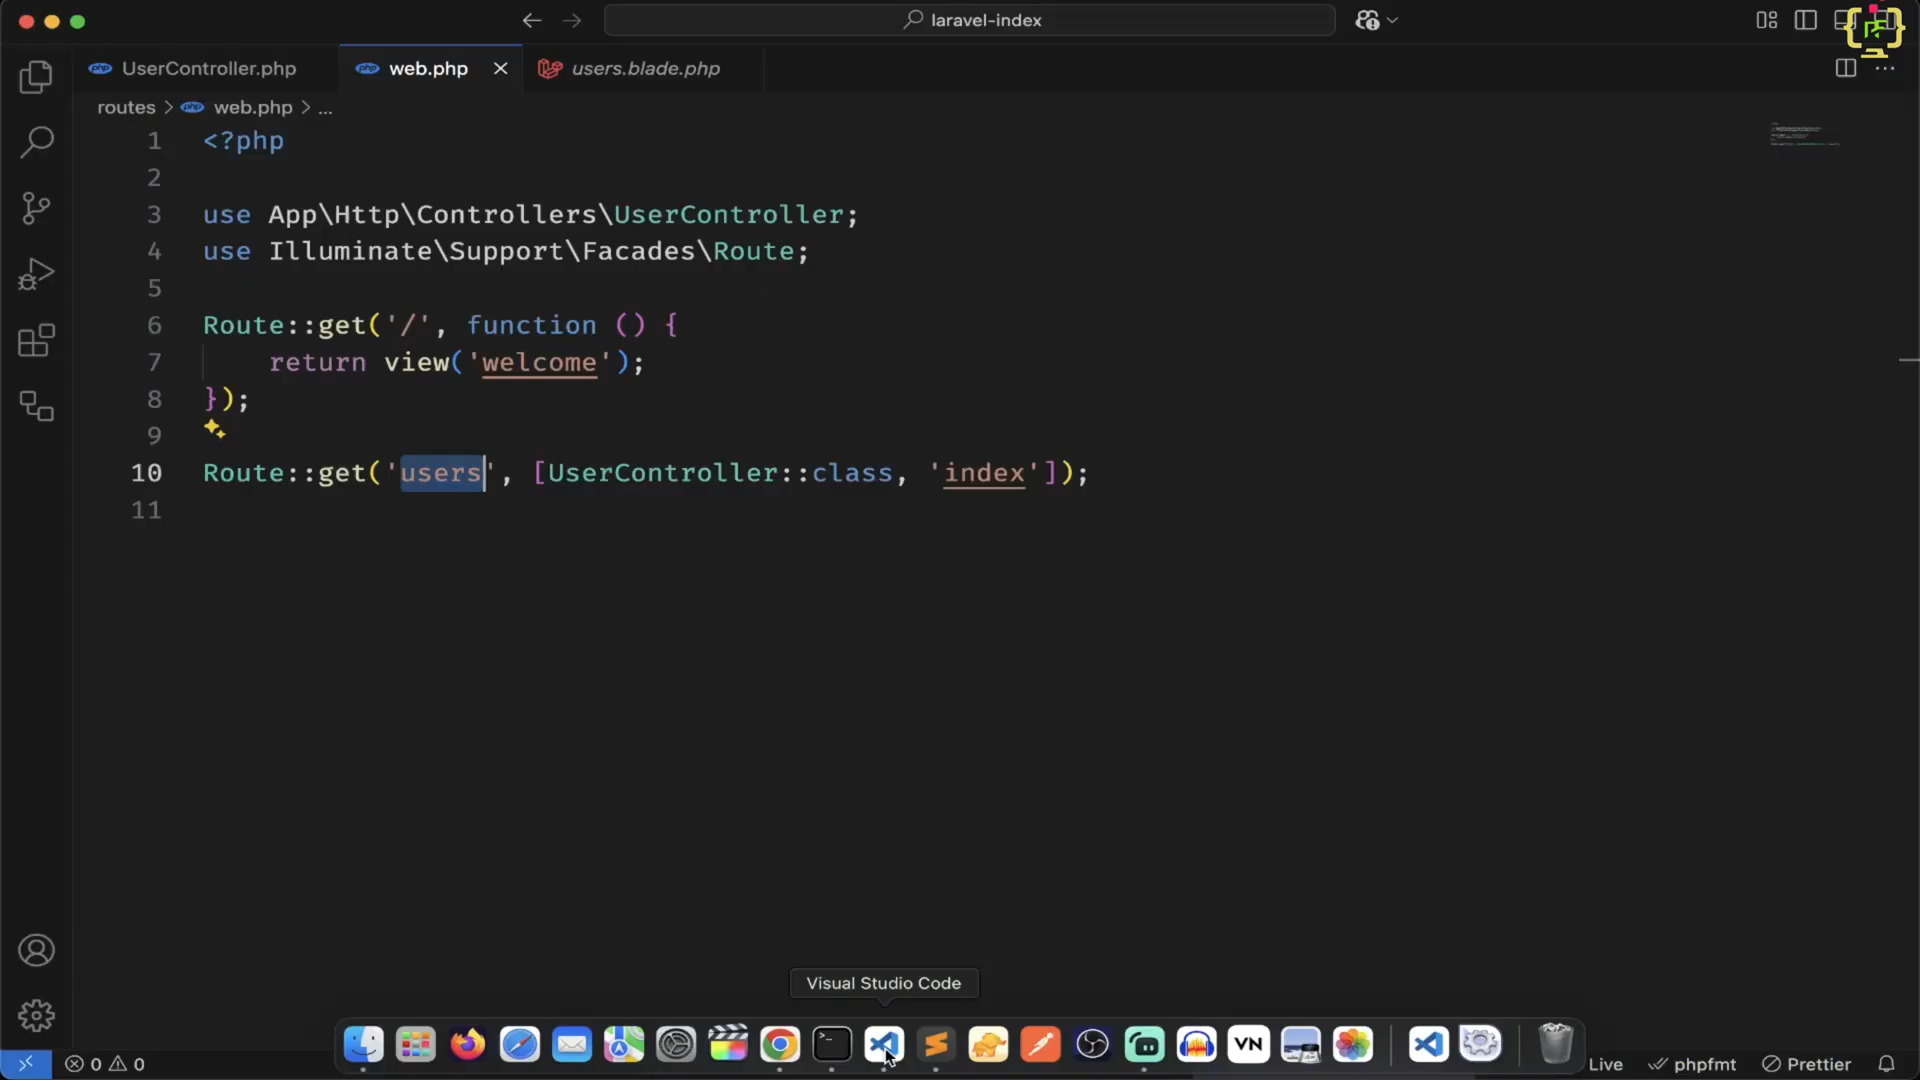 laravel-index
UserController.php
web.php
users.blade.php
routes > web.php > ...
1 <?php
2
3 use App\Http\Controllers\UserController;
4 use Illuminate\Support\Facades\Route;
5
6 Route::get('/', function () {
7 return view('welcome');
8 });
9
10 Route::get('users', [UserController::class, 'index']);
11
Visual Studio Code
VN
0 0
Live
phpfmt
Prettier